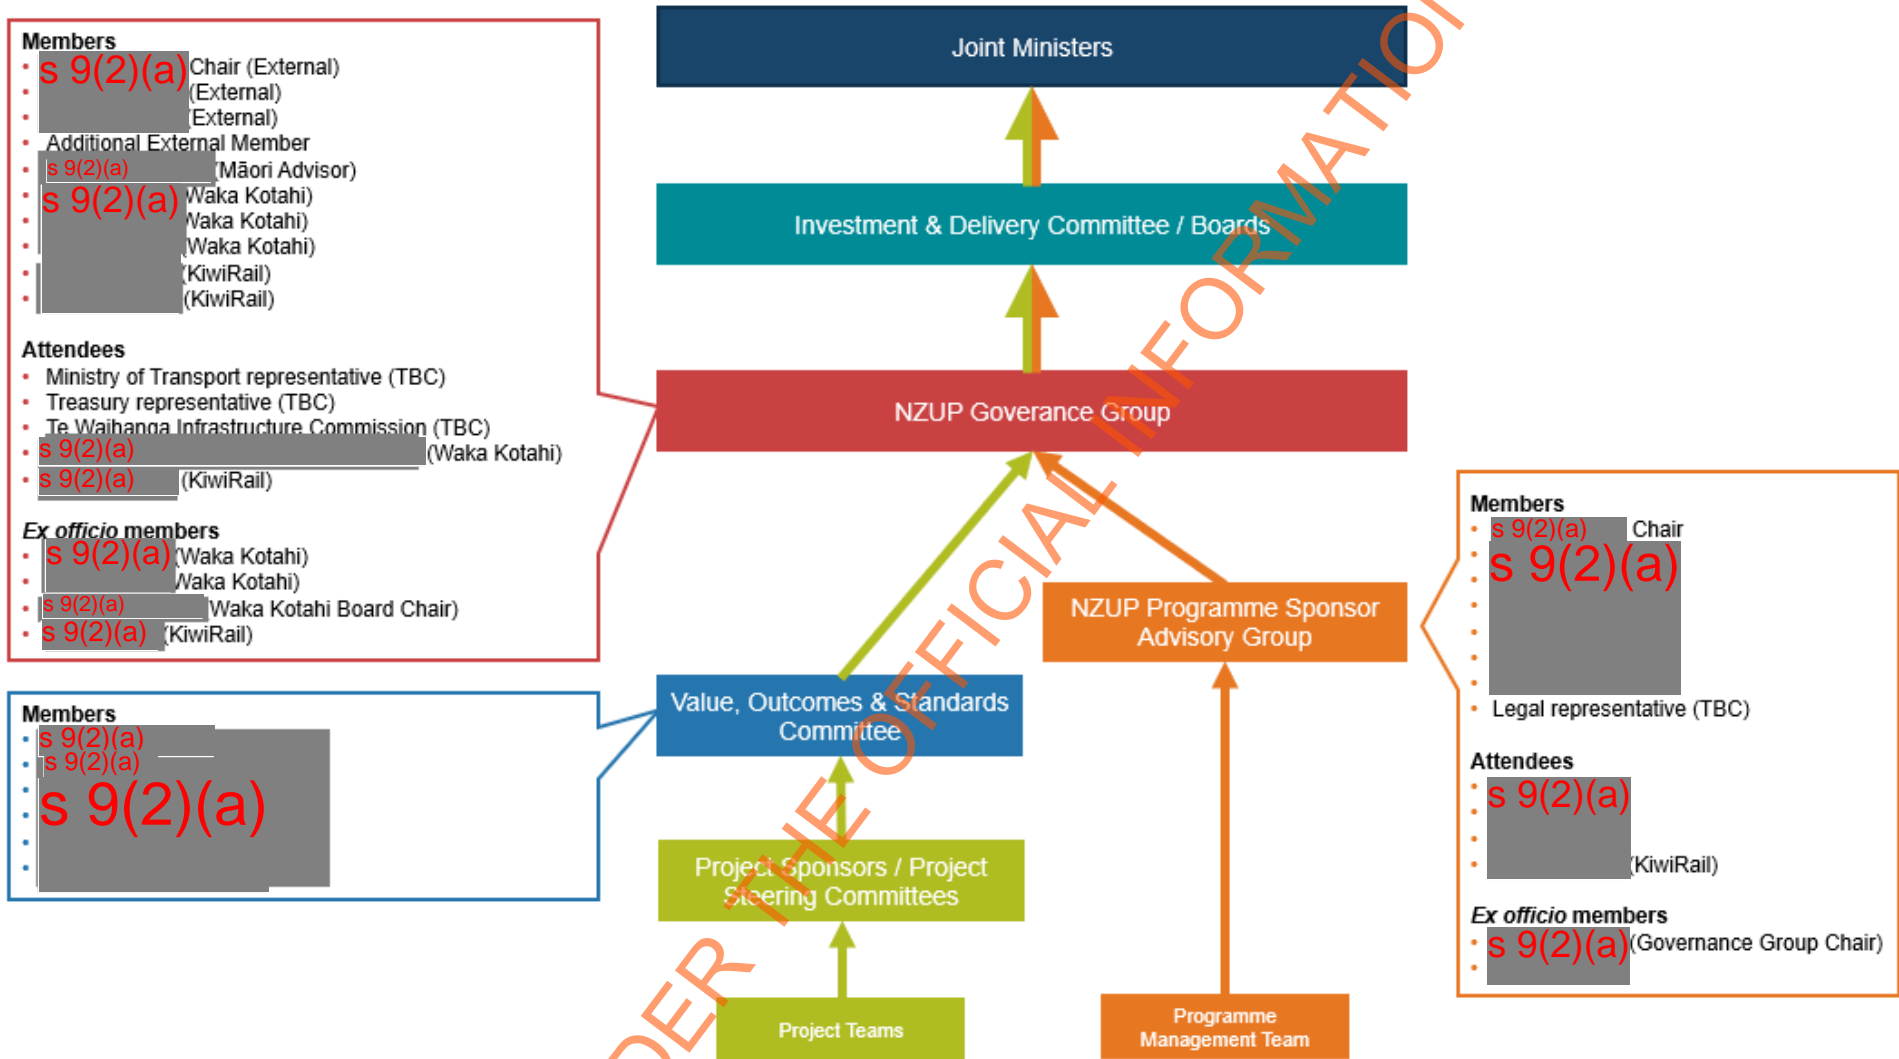 Members
• s 9(2)(a) Chair (External)
• (External)
• (External)
• Additional External Member
• s 9(2)(a) (Māori Advisor)
• s 9(2)(a) Waka Kotahi)
• Waka Kotahi)
• (Waka Kotahi)
• (KiwiRail)
• (KiwiRail)
Attendees
• Ministry of Transport representative (TBC)
• Treasury representative (TBC)
• Te Waihanga Infrastructure Commission (TBC)
• s 9(2)(a) (Waka Kotahi)
• s 9(2)(a) (KiwiRail)
Ex officio members
• s 9(2)(a) (Waka Kotahi)
• Waka Kotahi)
• s 9(2)(a) Waka Kotahi Board Chair)
• s 9(2)(a) (KiwiRail)
Members
• s 9(2)(a)
• s 9(2)(a)
• s 9(2)(a)
Joint Ministers
Investment & Delivery Committee / Boards
NZUP Goverance Group
NZUP Programme Sponsor
Advisory Group
Value, Outcomes & Standards
Committee
Project Sponsors / Project
Steering Committees
Project Teams
Programme
Management Team
Members
• s 9(2)(a) Chair
• s 9(2)(a)
• Legal representative (TBC)
Attendees
• s 9(2)(a)
• (KiwiRail)
Ex officio members
• s 9(2)(a) (Governance Group Chair)
DER THE OFFICIAL INFORMATION